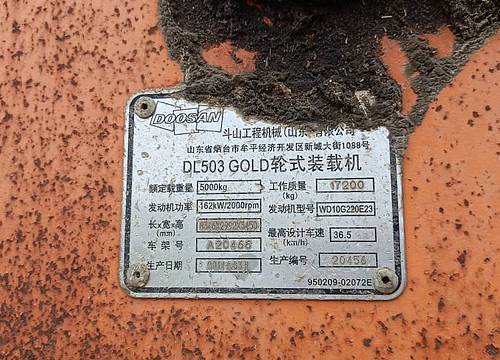 DOOSAN
斗山工程机械(山东)有限公司
山东省烟台市牟平经济开发区新城大街1088号
DL503 GOLD轮式装载机
额定载重量 5000kg 工作质量 (kg) 17200
发动机功率 162kW/2000rpm 发动机型号 WD10G220E23
长x宽x高 (mm) 最高设计车速 (km/h) 36.5
车架号 A20456 生产编号 20456
生产日期
950209-02072E